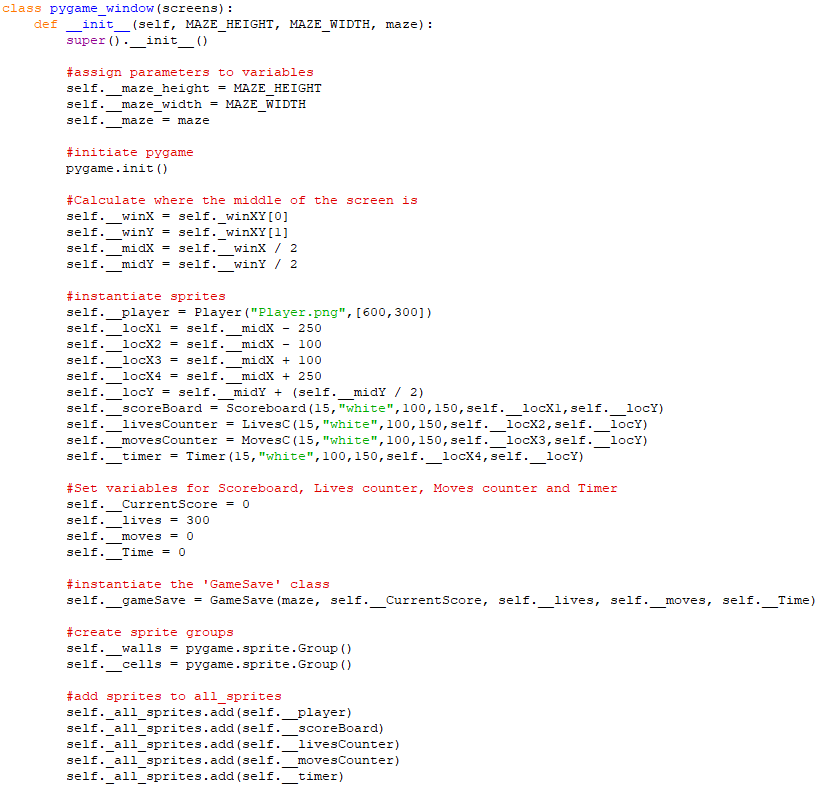 class pygame_window(screens):
    def __init__(self, MAZE_HEIGHT, MAZE_WIDTH, maze):
        super().__init__()

        #assign parameters to variables
        self.__maze_height = MAZE_HEIGHT
        self.__maze_width = MAZE_WIDTH
        self.__maze = maze

        #initiate pygame
        pygame.init()

        #Calculate where the middle of the screen is
        self.__winX = self._winXY[0]
        self.__winY = self._winXY[1]
        self.__midX = self.__winX / 2
        self.__midY = self.__winY / 2

        #instantiate sprites
        self.__player = Player("Player.png",[600,300])
        self.__locX1 = self.__midX - 250
        self.__locX2 = self.__midX - 100
        self.__locX3 = self.__midX + 100
        self.__locX4 = self.__midX + 250
        self.__locY = self.__midY + (self.__midY / 2)
        self.__scoreBoard = Scoreboard(15,"white",100,150,self.__locX1,self.__locY)
        self.__livesCounter = LivesC(15,"white",100,150,self.__locX2,self.__locY)
        self.__movesCounter = MovesC(15,"white",100,150,self.__locX3,self.__locY)
        self.__timer = Timer(15,"white",100,150,self.__locX4,self.__locY)

        #Set variables for Scoreboard, Lives counter, Moves counter and Timer
        self.__CurrentScore = 0
        self.__lives = 300
        self.__moves = 0
        self.__Time = 0

        #instantiate the 'GameSave' class
        self.__gameSave = GameSave(maze, self.__CurrentScore, self.__lives, self.__moves, self.__Time)

        #create sprite groups
        self.__walls = pygame.sprite.Group()
        self.__cells = pygame.sprite.Group()

        #add sprites to all_sprites
        self._all_sprites.add(self.__player)
        self._all_sprites.add(self.__scoreBoard)
        self._all_sprites.add(self.__livesCounter)
        self._all_sprites.add(self.__movesCounter)
        self._all_sprites.add(self.__timer)